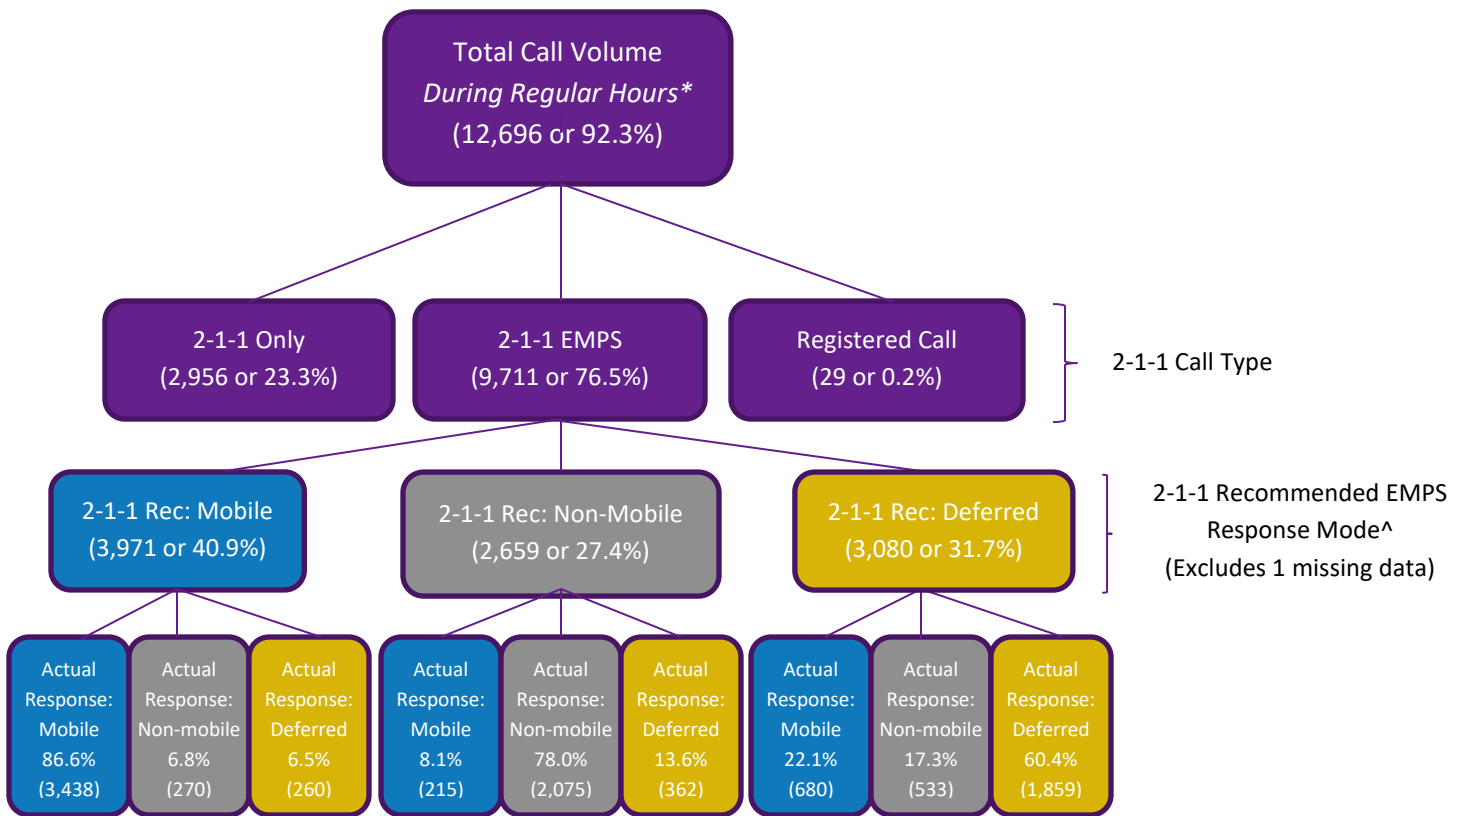 Total Call Volume
During Regular Hours*
(12,696 or 92.3%)
2-1-1 Only
(2,956 or 23.3%)
2-1-1 EMPS
(9,711 or 76.5%)
Registered Call
(29 or 0.2%)
2-1-1 Call Type
2-1-1 Rec: Mobile
(3,971 or 40.9%)
2-1-1 Rec: Non-Mobile
(2,659 or 27.4%)
2-1-1 Rec: Deferred
(3,080 or 31.7%)
2-1-1 Recommended EMPS
Response Mode^
(Excludes 1 missing data)
Actual
Response:
Mobile
86.6%
(3,438)
Actual
Response:
Non-mobile
6.8%
(270)
Actual
Response:
Deferred
6.5%
(260)
Actual
Response:
Mobile
8.1%
(215)
Actual
Response:
Non-mobile
78.0%
(2,075)
Actual
Response:
Deferred
13.6%
(362)
Actual
Response:
Mobile
22.1%
(680)
Actual
Response:
Non-mobile
17.3%
(533)
Actual
Response:
Deferred
60.4%
(1,859)